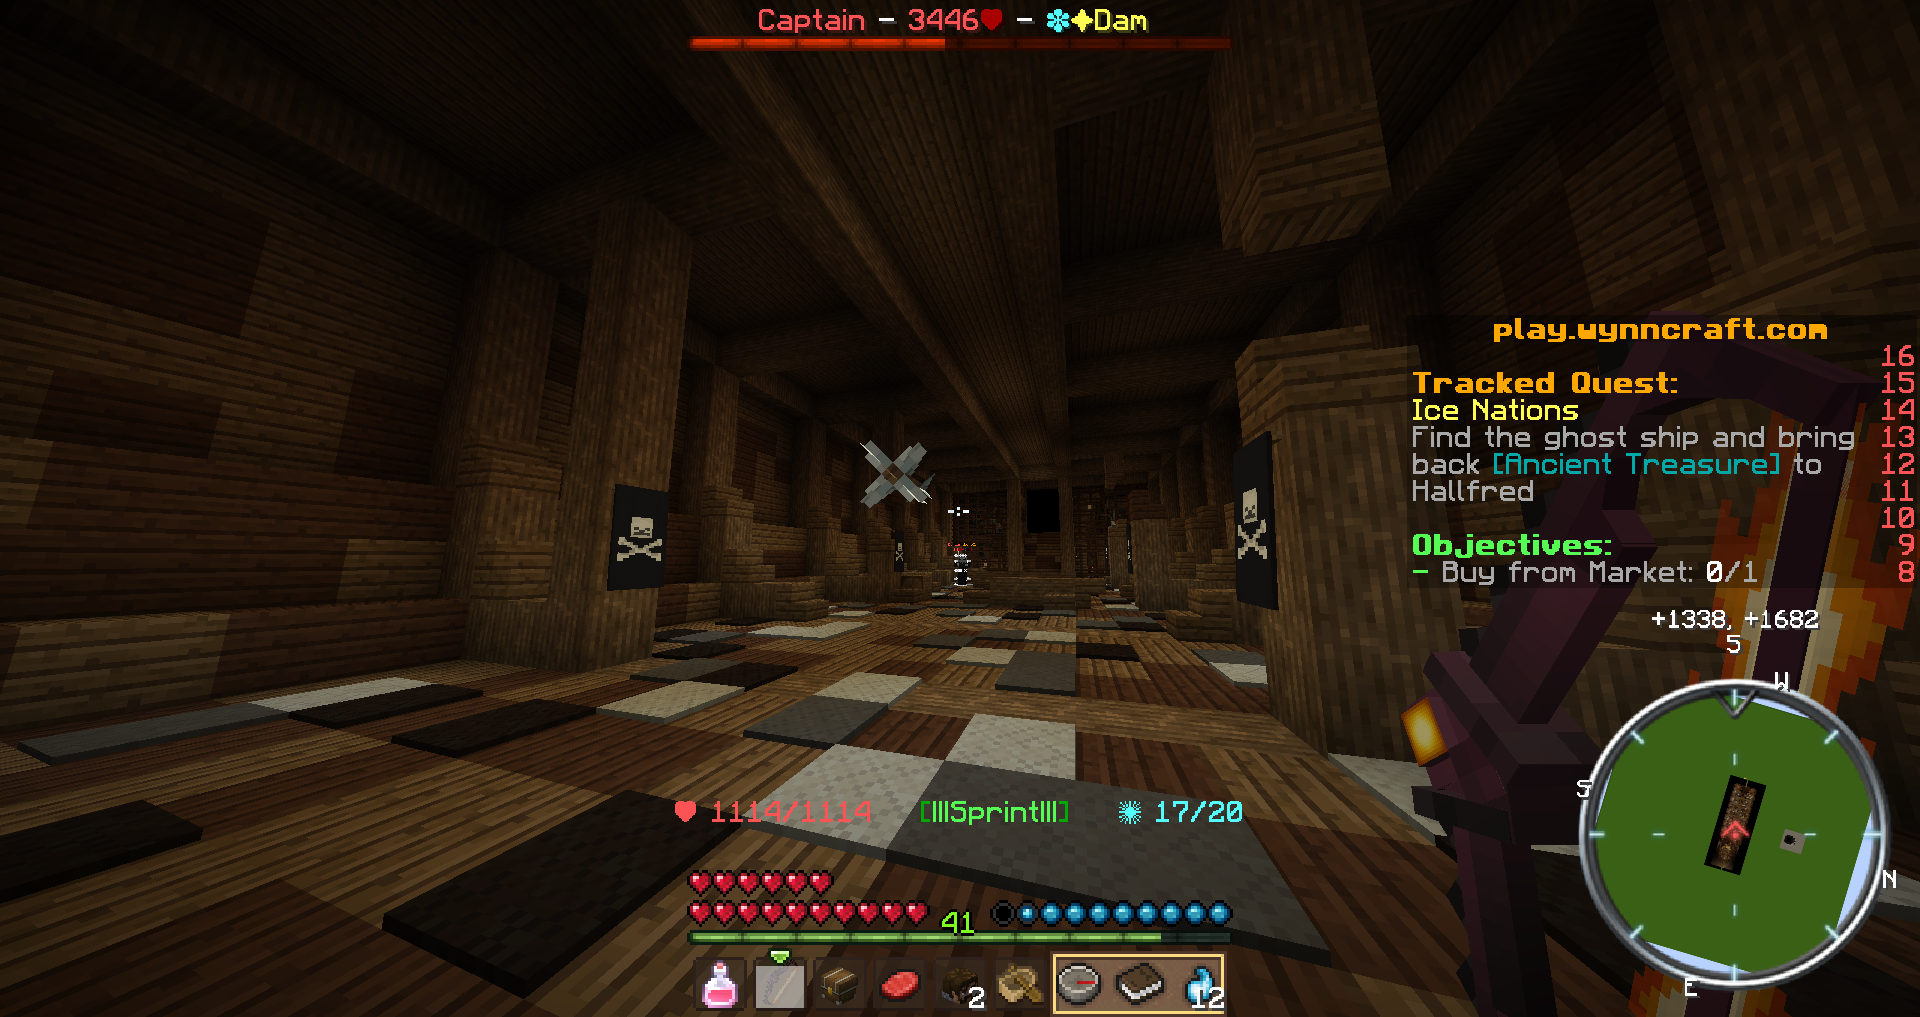 Captain - 3446 - Dam
play.wynncraft.com
16
Tracked Quest: 15
Ice Nations 14
Find the ghost ship and bring 13
back [Ancient Treasure] to 12
Hallfred 11
10
Objectives: 9
- Buy from Market: 0/1 8
+1338, +1682
5
W
S
N
E
1114/1114 [|||Sprint|||] 17/20
41
2
12